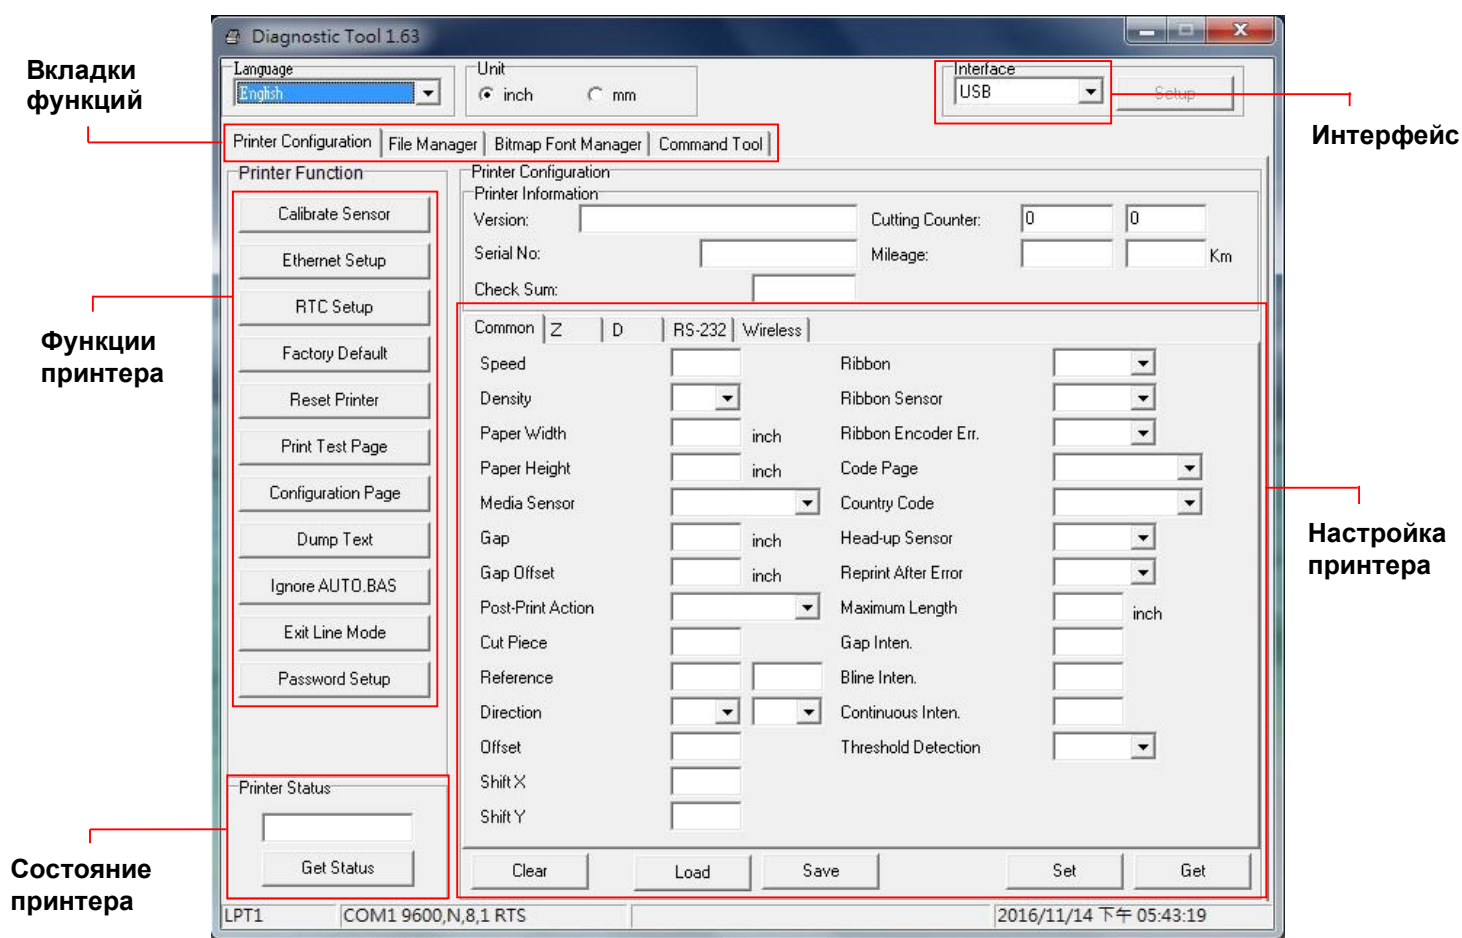 Diagnostic Tool 1.63
Вкладки
функций
Language
English
Unit
inch
mm
Interface
USB
Setup
Интерфейс
Printer Configuration
File Manager
Bitmap Font Manager
Command Tool
Printer Function
Calibrate Sensor
Ethernet Setup
RTC Setup
Factory Default
Reset Printer
Print Test Page
Configuration Page
Dump Text
Ignore AUTO.BAS
Exit Line Mode
Password Setup
Функции
принтера
Printer Configuration
Printer Information
Version:
Cutting Counter:
0
0
Serial No:
Mileage:
Km
Check Sum:
Common
Z
D
RS-232
Wireless
Speed
Ribbon
Density
Ribbon Sensor
Paper Width
inch
Ribbon Encoder Err.
Paper Height
inch
Code Page
Media Sensor
Country Code
Gap
inch
Head-up Sensor
Gap Offset
inch
Reprint After Error
Post-Print Action
Maximum Length
inch
Cut Piece
Gap Inten.
Reference
Bline Inten.
Direction
Continuous Inten.
Offset
Threshold Detection
Shift X
Shift Y
Настройка
принтера
Printer Status
Get Status
Состояние
принтера
Clear
Load
Save
Set
Get
LPT1
COM1 9600,N,8,1 RTS
2016/11/14 下午 05:43:19